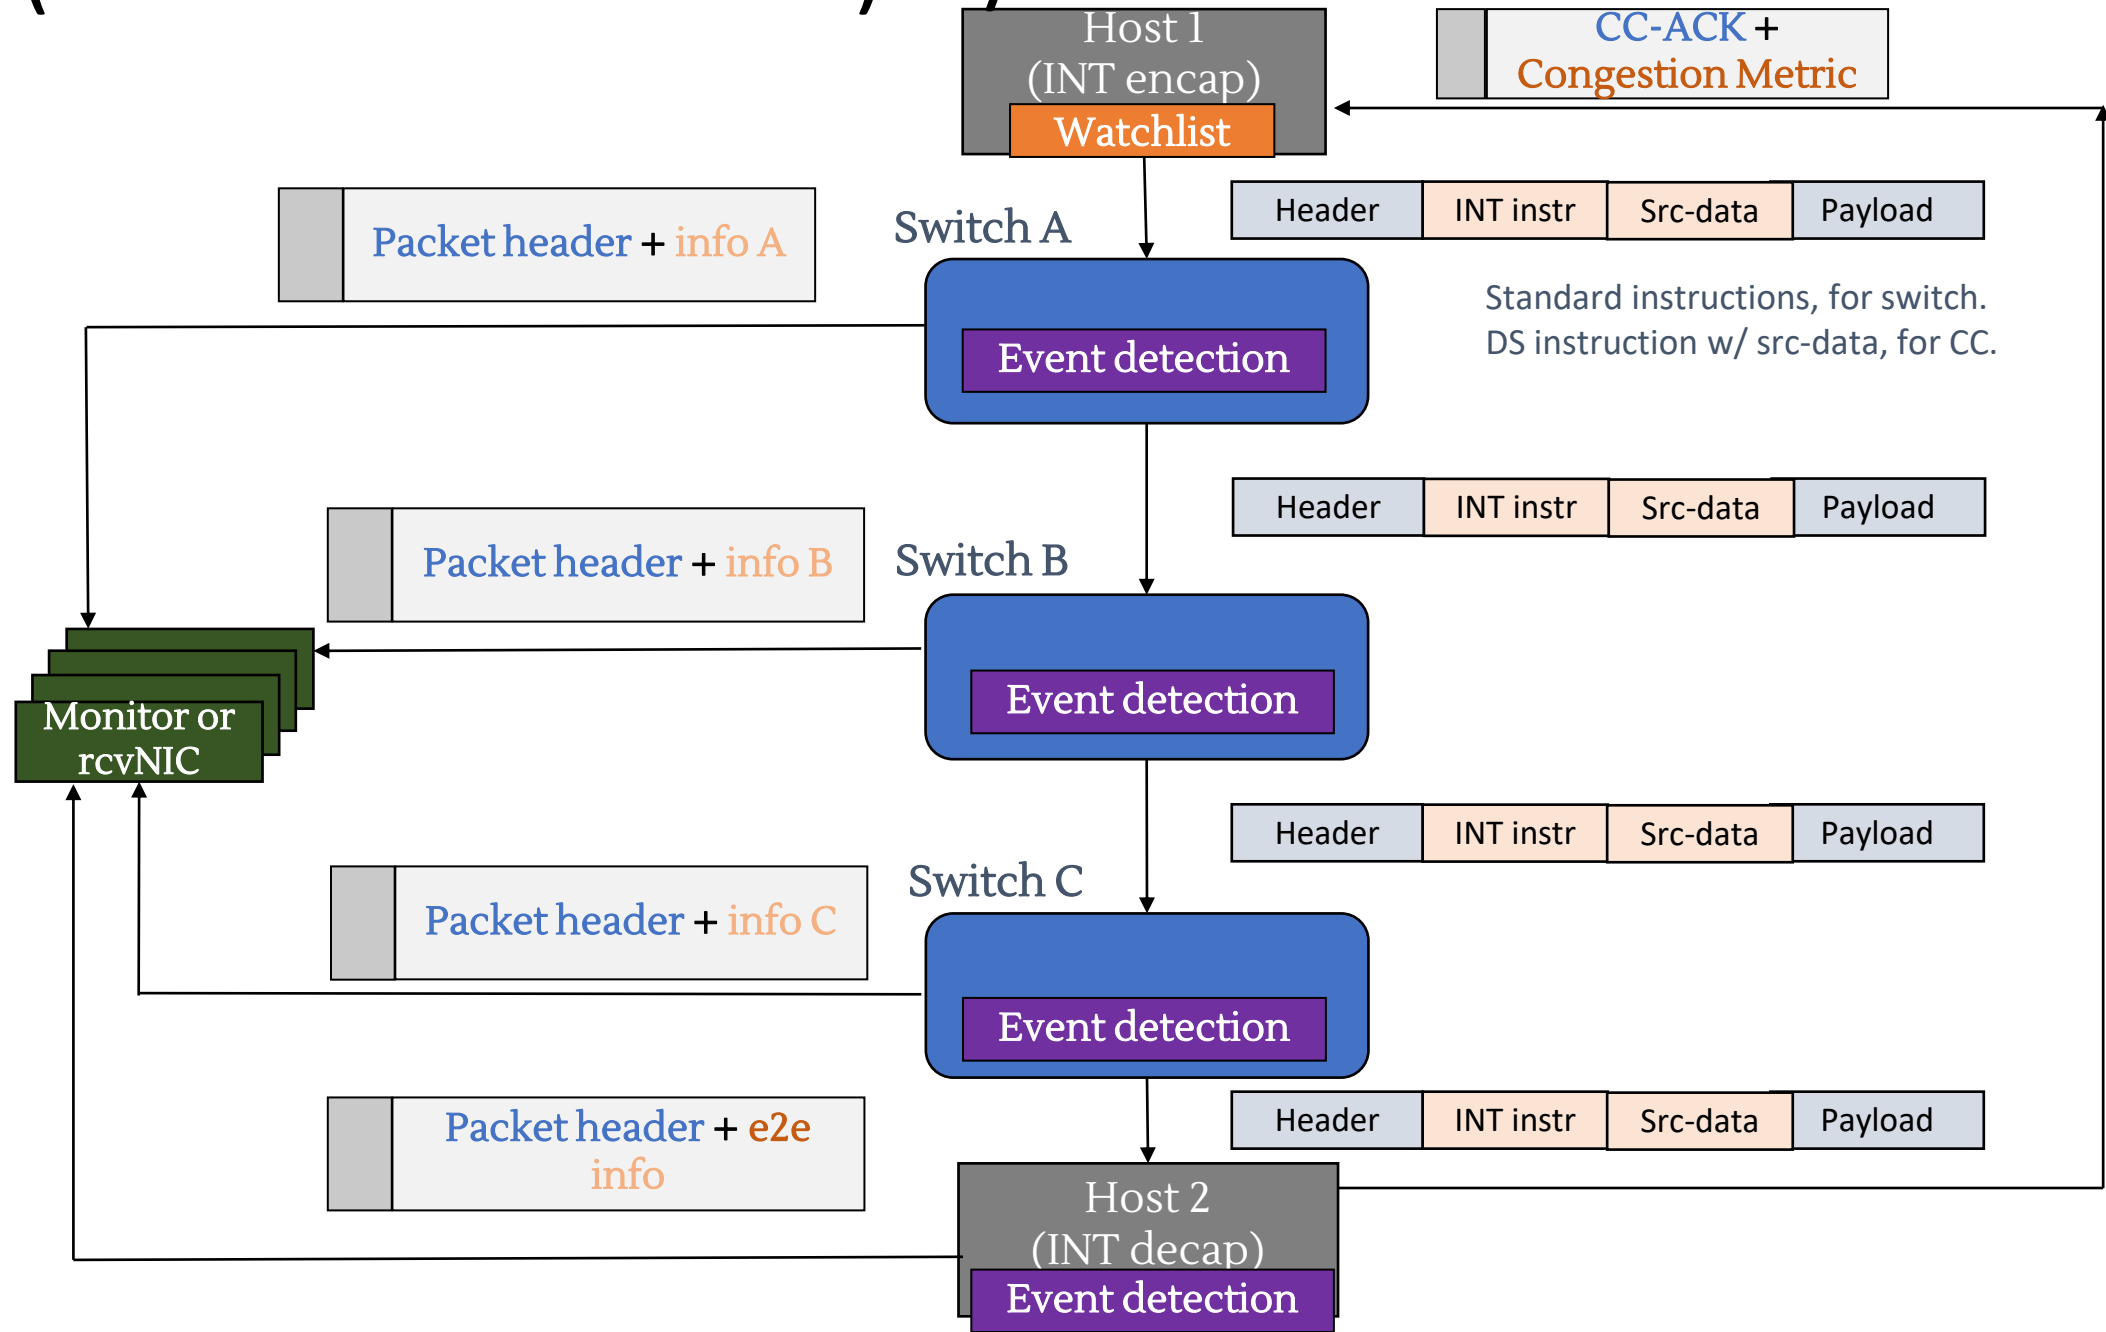 Host 1
(INT encap)
Watchlist
CC-ACK +
Congestion Metric
Header INT instr Src-data Payload
Packet header + info A
Switch A
Standard instructions, for switch.
DS instruction w/ src-data, for CC.
Event detection
Header INT instr Src-data Payload
Packet header + info B
Switch B
Event detection
Monitor or
rcvNIC
Header INT instr Src-data Payload
Switch C
Packet header + info C
Event detection
Header INT instr Src-data Payload
Packet header + e2e
info
Host 2
(INT decap)
Event detection